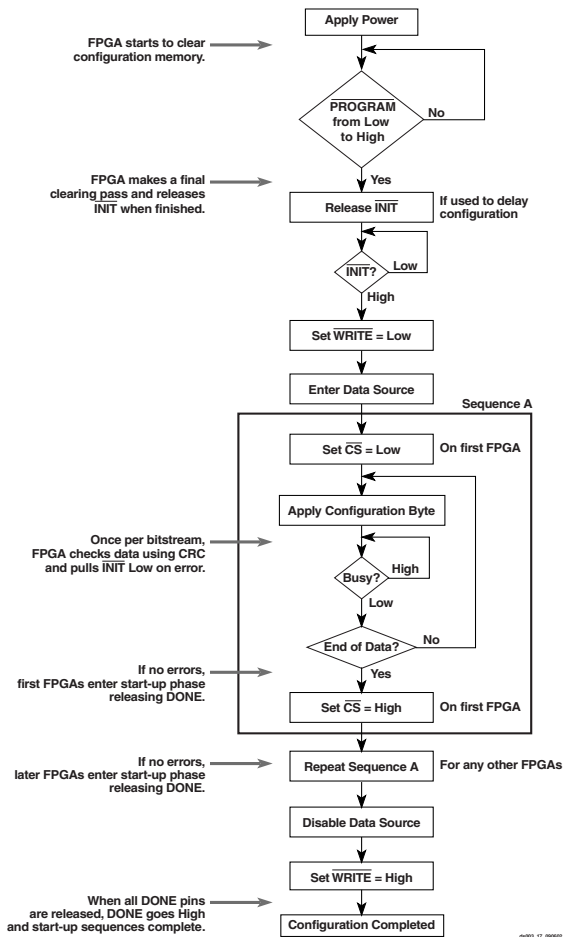 Apply Power
FPGA starts to clear
configuration memory.
PROGRAM
from Low
to High
No
Yes
FPGA makes a final
clearing pass and releases
INIT when finished.
Release INIT
If used to delay
configuration
INIT?
Low
High
Set WRITE = Low
Enter Data Source
Sequence A
Set CS = Low
On first FPGA
Apply Configuration Byte
Once per bitstream,
FPGA checks data using CRC
and pulls INIT Low on error.
Busy?
High
Low
End of Data?
No
Yes
If no errors,
first FPGAs enter start-up phase
releasing DONE.
Set CS = High
On first FPGA
If no errors,
later FPGAs enter start-up phase
releasing DONE.
Repeat Sequence A
For any other FPGAs
Disable Data Source
Set WRITE = High
When all DONE pins
are released, DONE goes High
and start-up sequences complete.
Configuration Completed